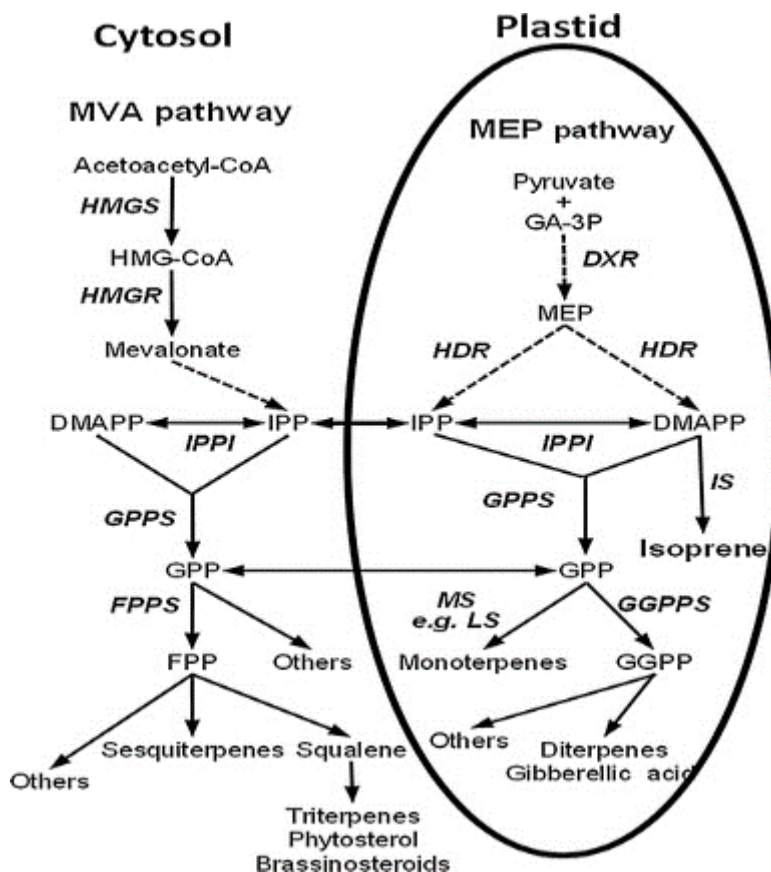 Cytosol
MVA pathway
Acetoacetyl-CoA
HMGS
HMG-CoA
HMGR
Mevalonate
DMAPP
IPP
IPPI
GPPS
GPP
FPPS
FPP
Others
Others
Sesquiterpenes
Squalene
Triterpenes
Phytosterol
Brassinosteroids
Plastid
MEP pathway
Pyruvate
+
GA-3P
DXR
MEP
HDR
HDR
IPP
DMAPP
IPPI
IS
GPPS
Isoprene
GPP
MS
e.g. LS
GGPPS
Monoterpenes
GGPP
Others
Diterpenes
Gibberellic acid